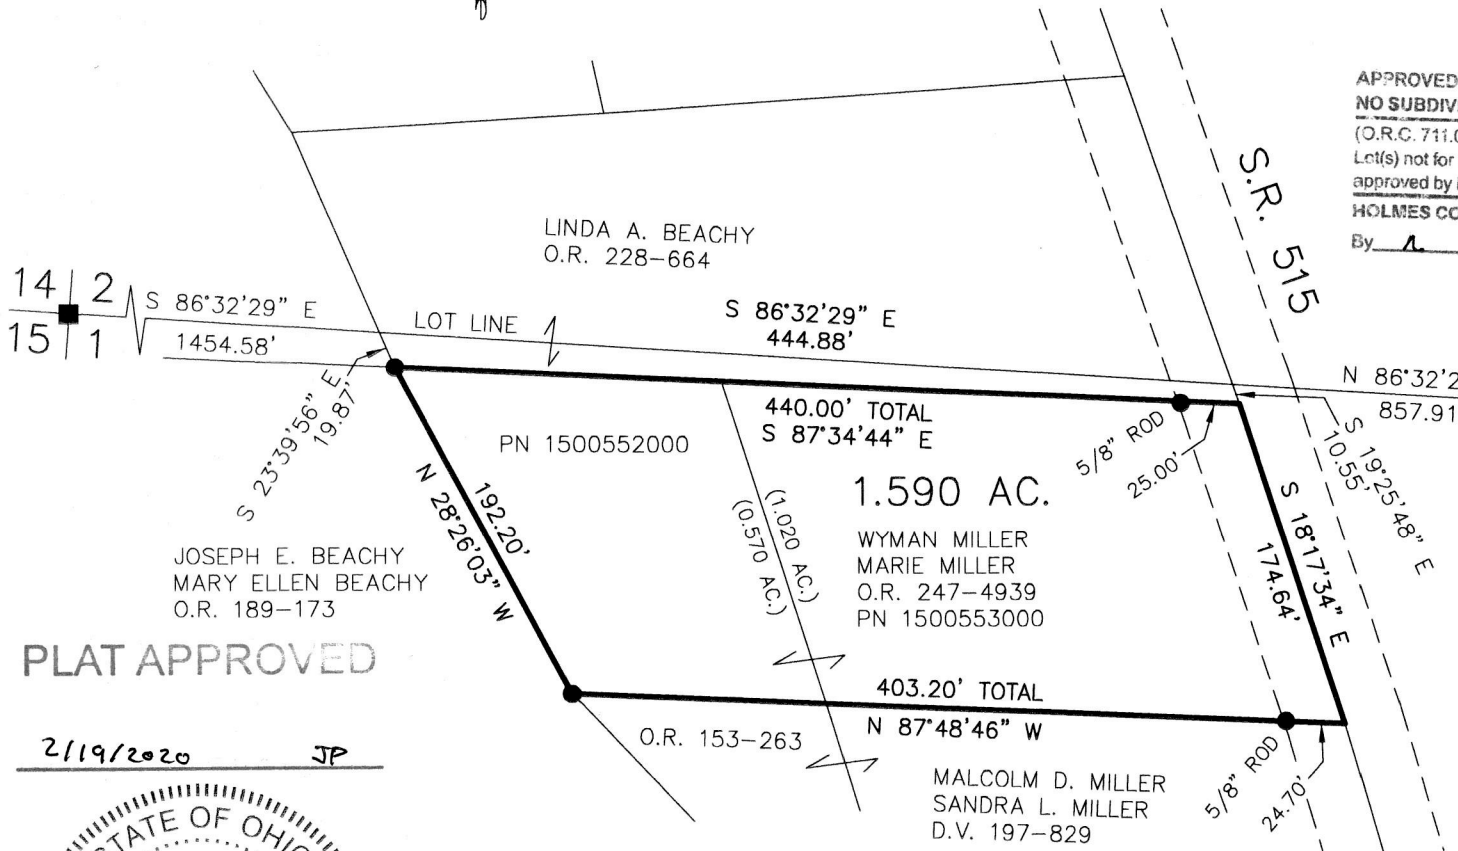 APPROVED
NO SUBDIV
(O.R.C. 711.0
Lot(s) not for
approved by
HOLMES CO
By
S.R. 515
LINDA A. BEACHY
O.R. 228-664
14 2
15 1
S 86°32'29" E
1454.58'
LOT LINE
S 86°32'29" E
444.88'
N 86°32'2
857.91
S 23°39'56" E
19.87'
440.00' TOTAL
S 87°34'44" E
5/8" ROD
25.00'
S 19°25'48" E
10.55'
PN 1500552000
1.590 AC.
WYMAN MILLER
MARIE MILLER
O.R. 247-4939
PN 1500553000
(1.020 AC.)
(0.570 AC.)
192.20'
N 28°26'03" W
S 18°17'34" E
174.64'
JOSEPH E. BEACHY
MARY ELLEN BEACHY
O.R. 189-173
PLAT APPROVED
2/19/2020 JP
403.20' TOTAL
N 87°48'46" W
O.R. 153-263
5/8" ROD
24.70'
MALCOLM D. MILLER
SANDRA L. MILLER
D.V. 197-829
STATE OF OHIO